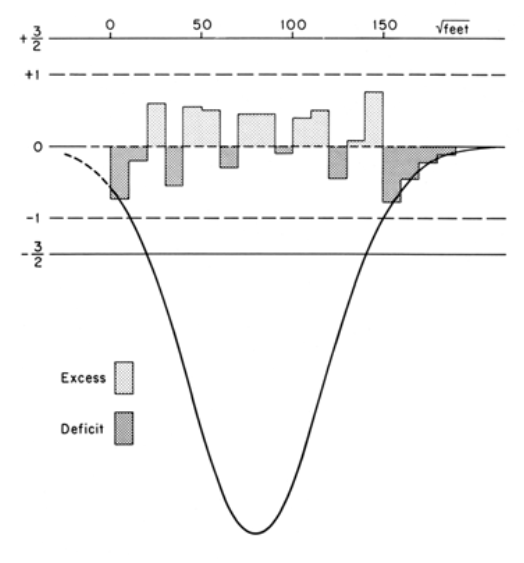 0 50 100 150 √feet
+ 3/2
+1
0
-1
- 3/2
Excess
Deficit